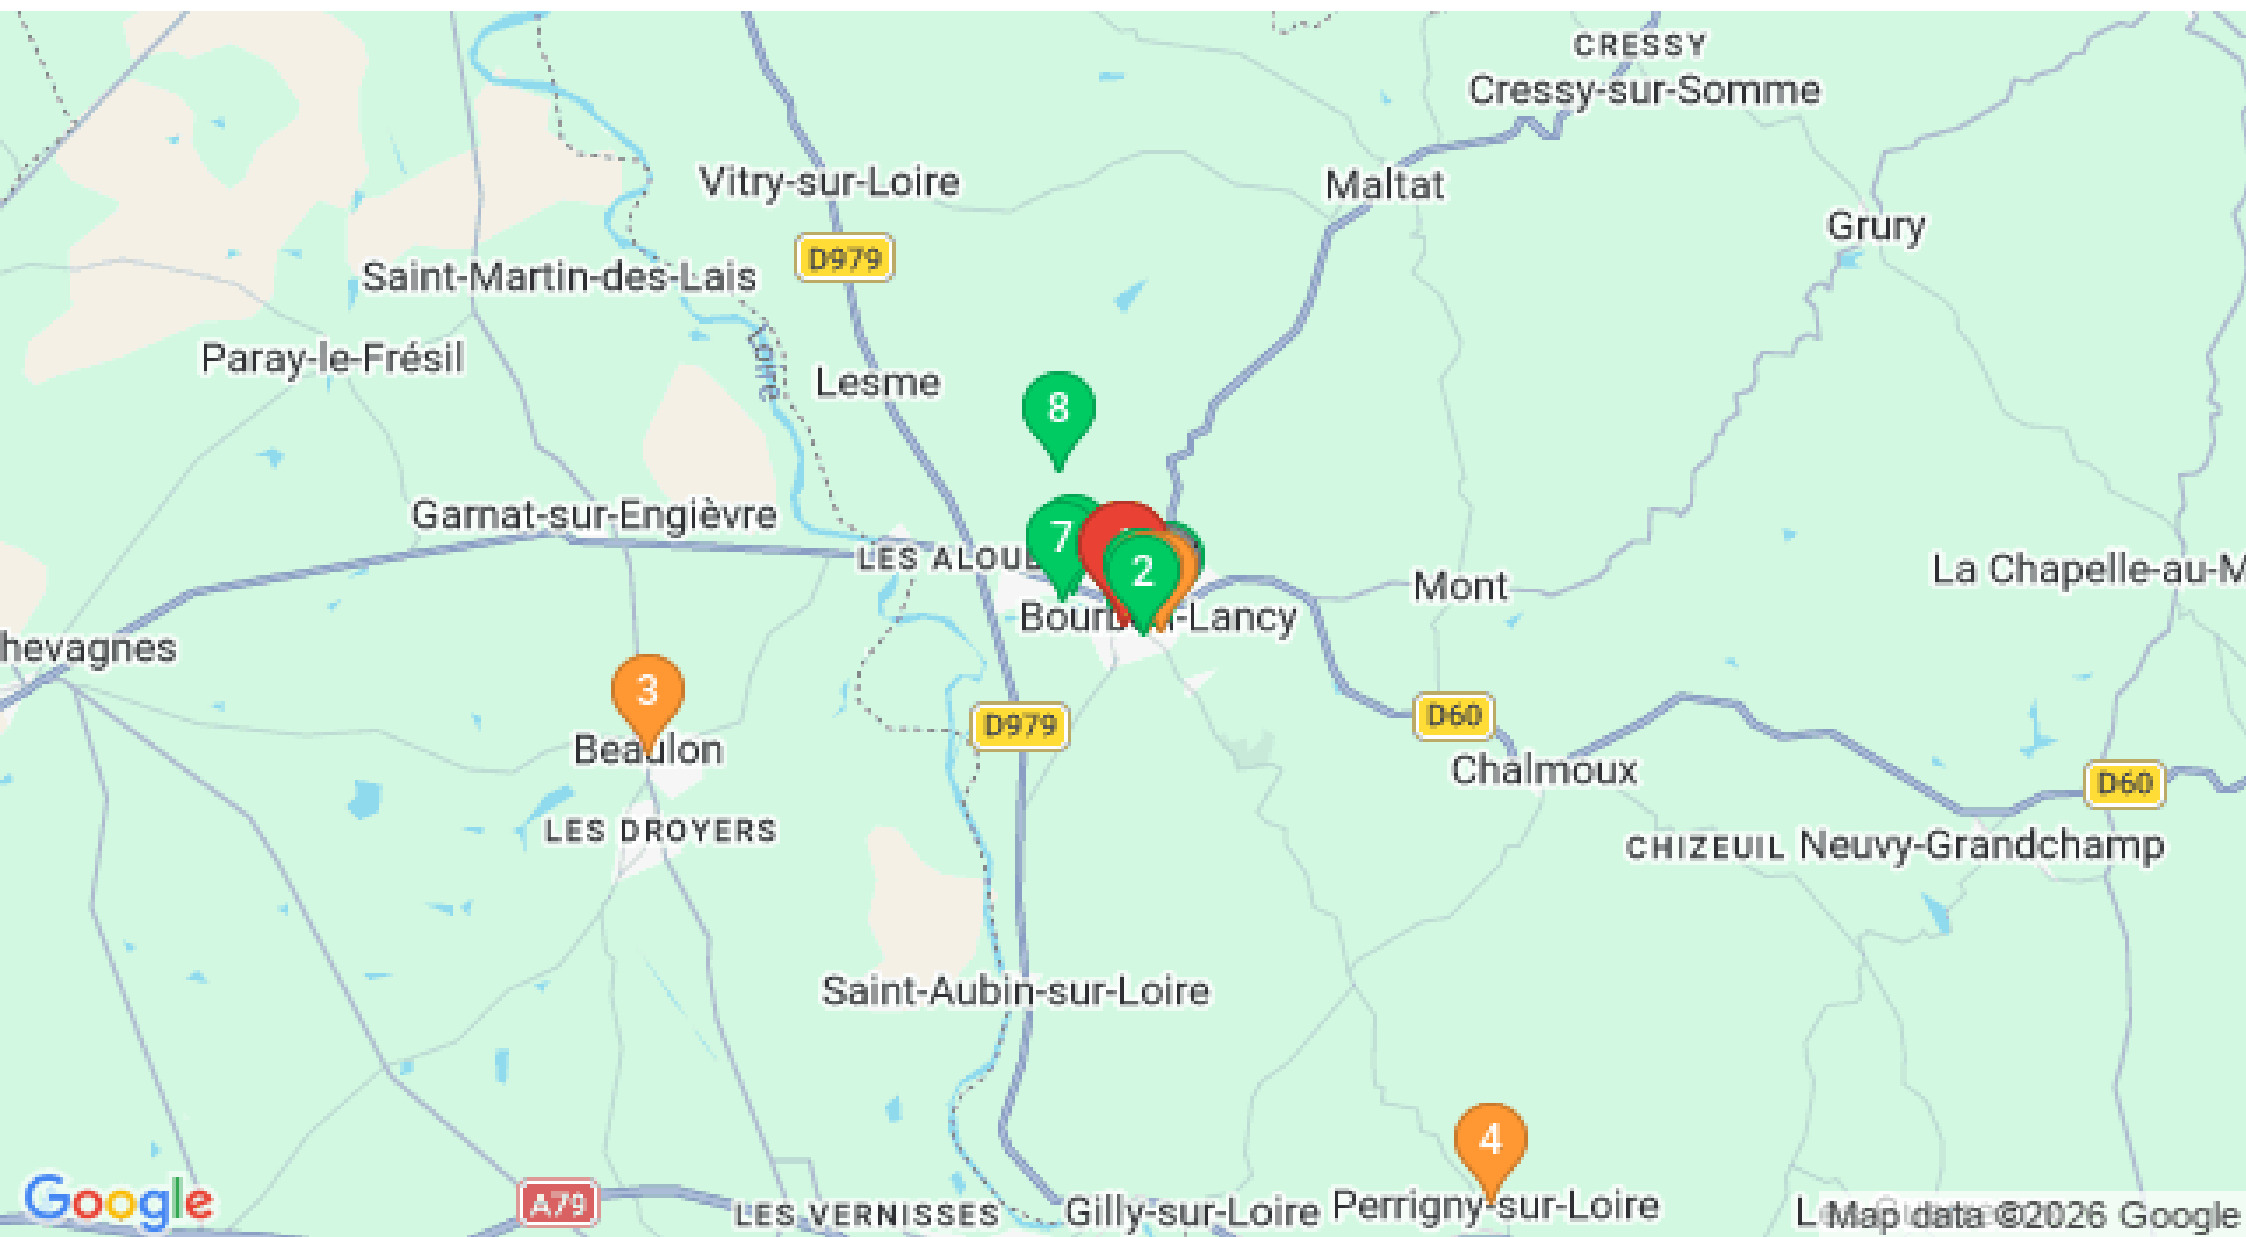 CRESSY
Cressy-sur-Somme
Vitry-sur-Loire
Maltat
Grury
D979
Saint-Martin-des-Lais
Loire
Paray-le-Frésil
Lesme
8
Garnat-sur-Engièvre
7
LES ALOUE
2
La Chapelle-au-M
Mont
Bourbon-Lancy
hevagnes
3
D60
D979
Beaulon
Chalmoux
D60
LES DROYERS
CHIZEUIL
Neuvy-Grandchamp
Saint-Aubin-sur-Loire
4
Google
A79
LES VERNISSES
Gilly-sur-Loire
Perrigny-sur-Loire
Map data ©2026 Google